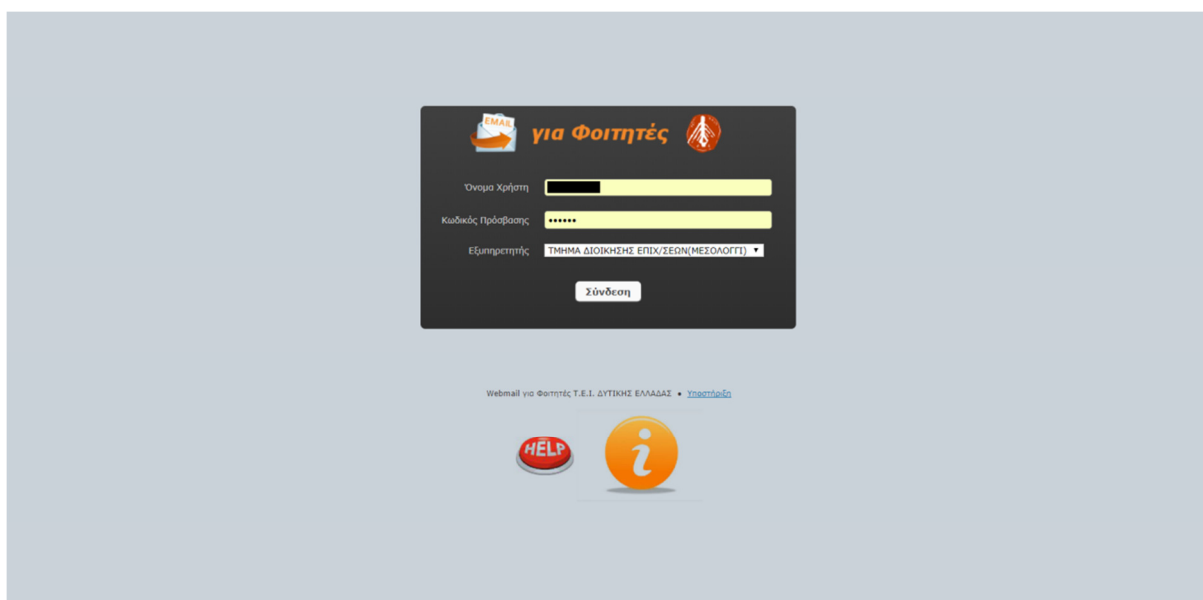 EMAIL
για Φοιτητές
Όνομα Χρήστη
Κωδικός Πρόσβασης ••••••
Εξυπηρετητής ΤΜΗΜΑ ΔΙΟΙΚΗΣΗΣ ΕΠΙΧ/ΣΕΩΝ(ΜΕΣΟΛΟΓΓΙ)
Σύνδεση
Webmail για Φοιτητές Τ.Ε.Ι. ΔΥΤΙΚΗΣ ΕΛΛΑΔΑΣ • Υποστήριξη
HELP
i